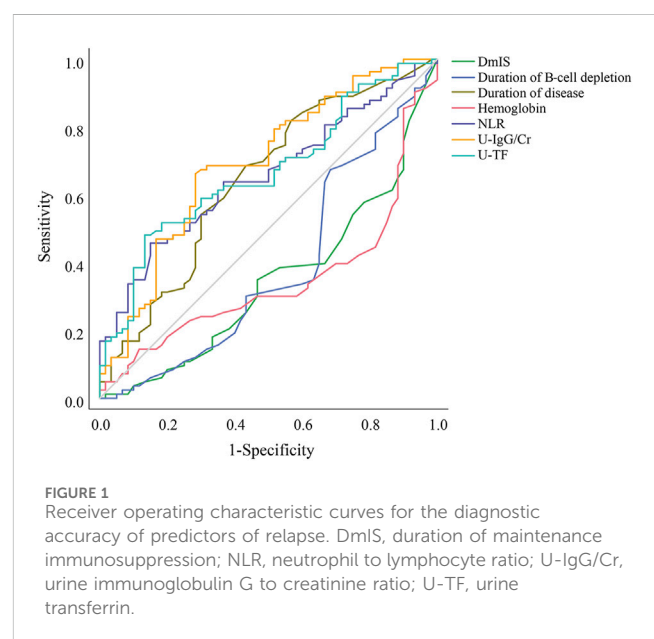 1.0
0.8
0.6
0.4
0.2
0.0
Sensitivity
0.0 0.2 0.4 0.6 0.8 1.0
1-Specificity
DmIS
Duration of B-cell depletion
Duration of disease
Hemoglobin
NLR
U-IgG/Cr
U-TF
FIGURE 1
Receiver operating characteristic curves for the diagnostic
accuracy of predictors of relapse. DmIS, duration of maintenance
immunosuppression; NLR, neutrophil to lymphocyte ratio; U-IgG/Cr,
urine immunoglobulin G to creatinine ratio; U-TF, urine
transferrin.